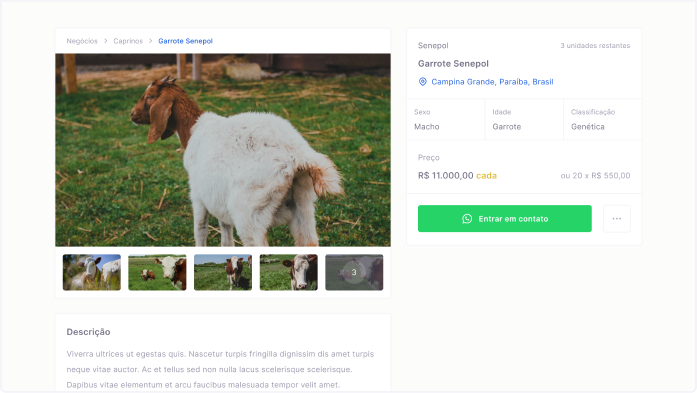 Negócios > Caprinos > Garrote Senepol
3
Descrição
Viverra ultrices ut egestas quis. Nascetur turpis fringilla dignissim dis amet turpis
neque vitae auctor. Ac et tellus sed non nulla lacus scelerisque scelerisque.
Dapibus vitae elementum et arcu faucibus malesuada tempor velit amet.
Senepol
3 unidades restantes
Garrote Senepol
Campina Grande, Paraíba, Brasil
Sexo
Macho
Idade
Garrote
Classificação
Genética
Preço
R$ 11.000,00 cada
ou 20 x R$ 550,00
Entrar em contato